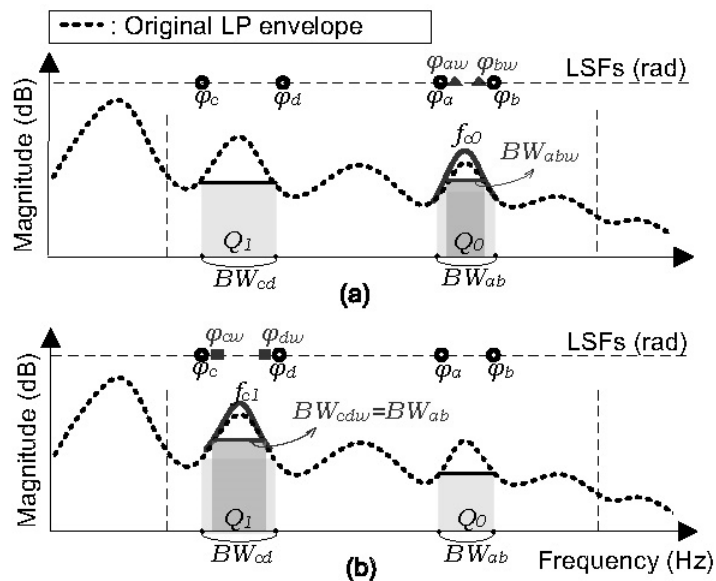 : Original LP envelope
Magnitude (dB)
LSFs (rad)
φaw φbw
φc φd φa φb
fc0
BWabw
Q1 Q0
BWcd BWab
(a)
Magnitude (dB)
LSFs (rad)
φcw φdw
φc φd φa φb
fc1
BWcdw=BWab
Q1 Q0
BWcd BWab
(b)
Frequency (Hz)